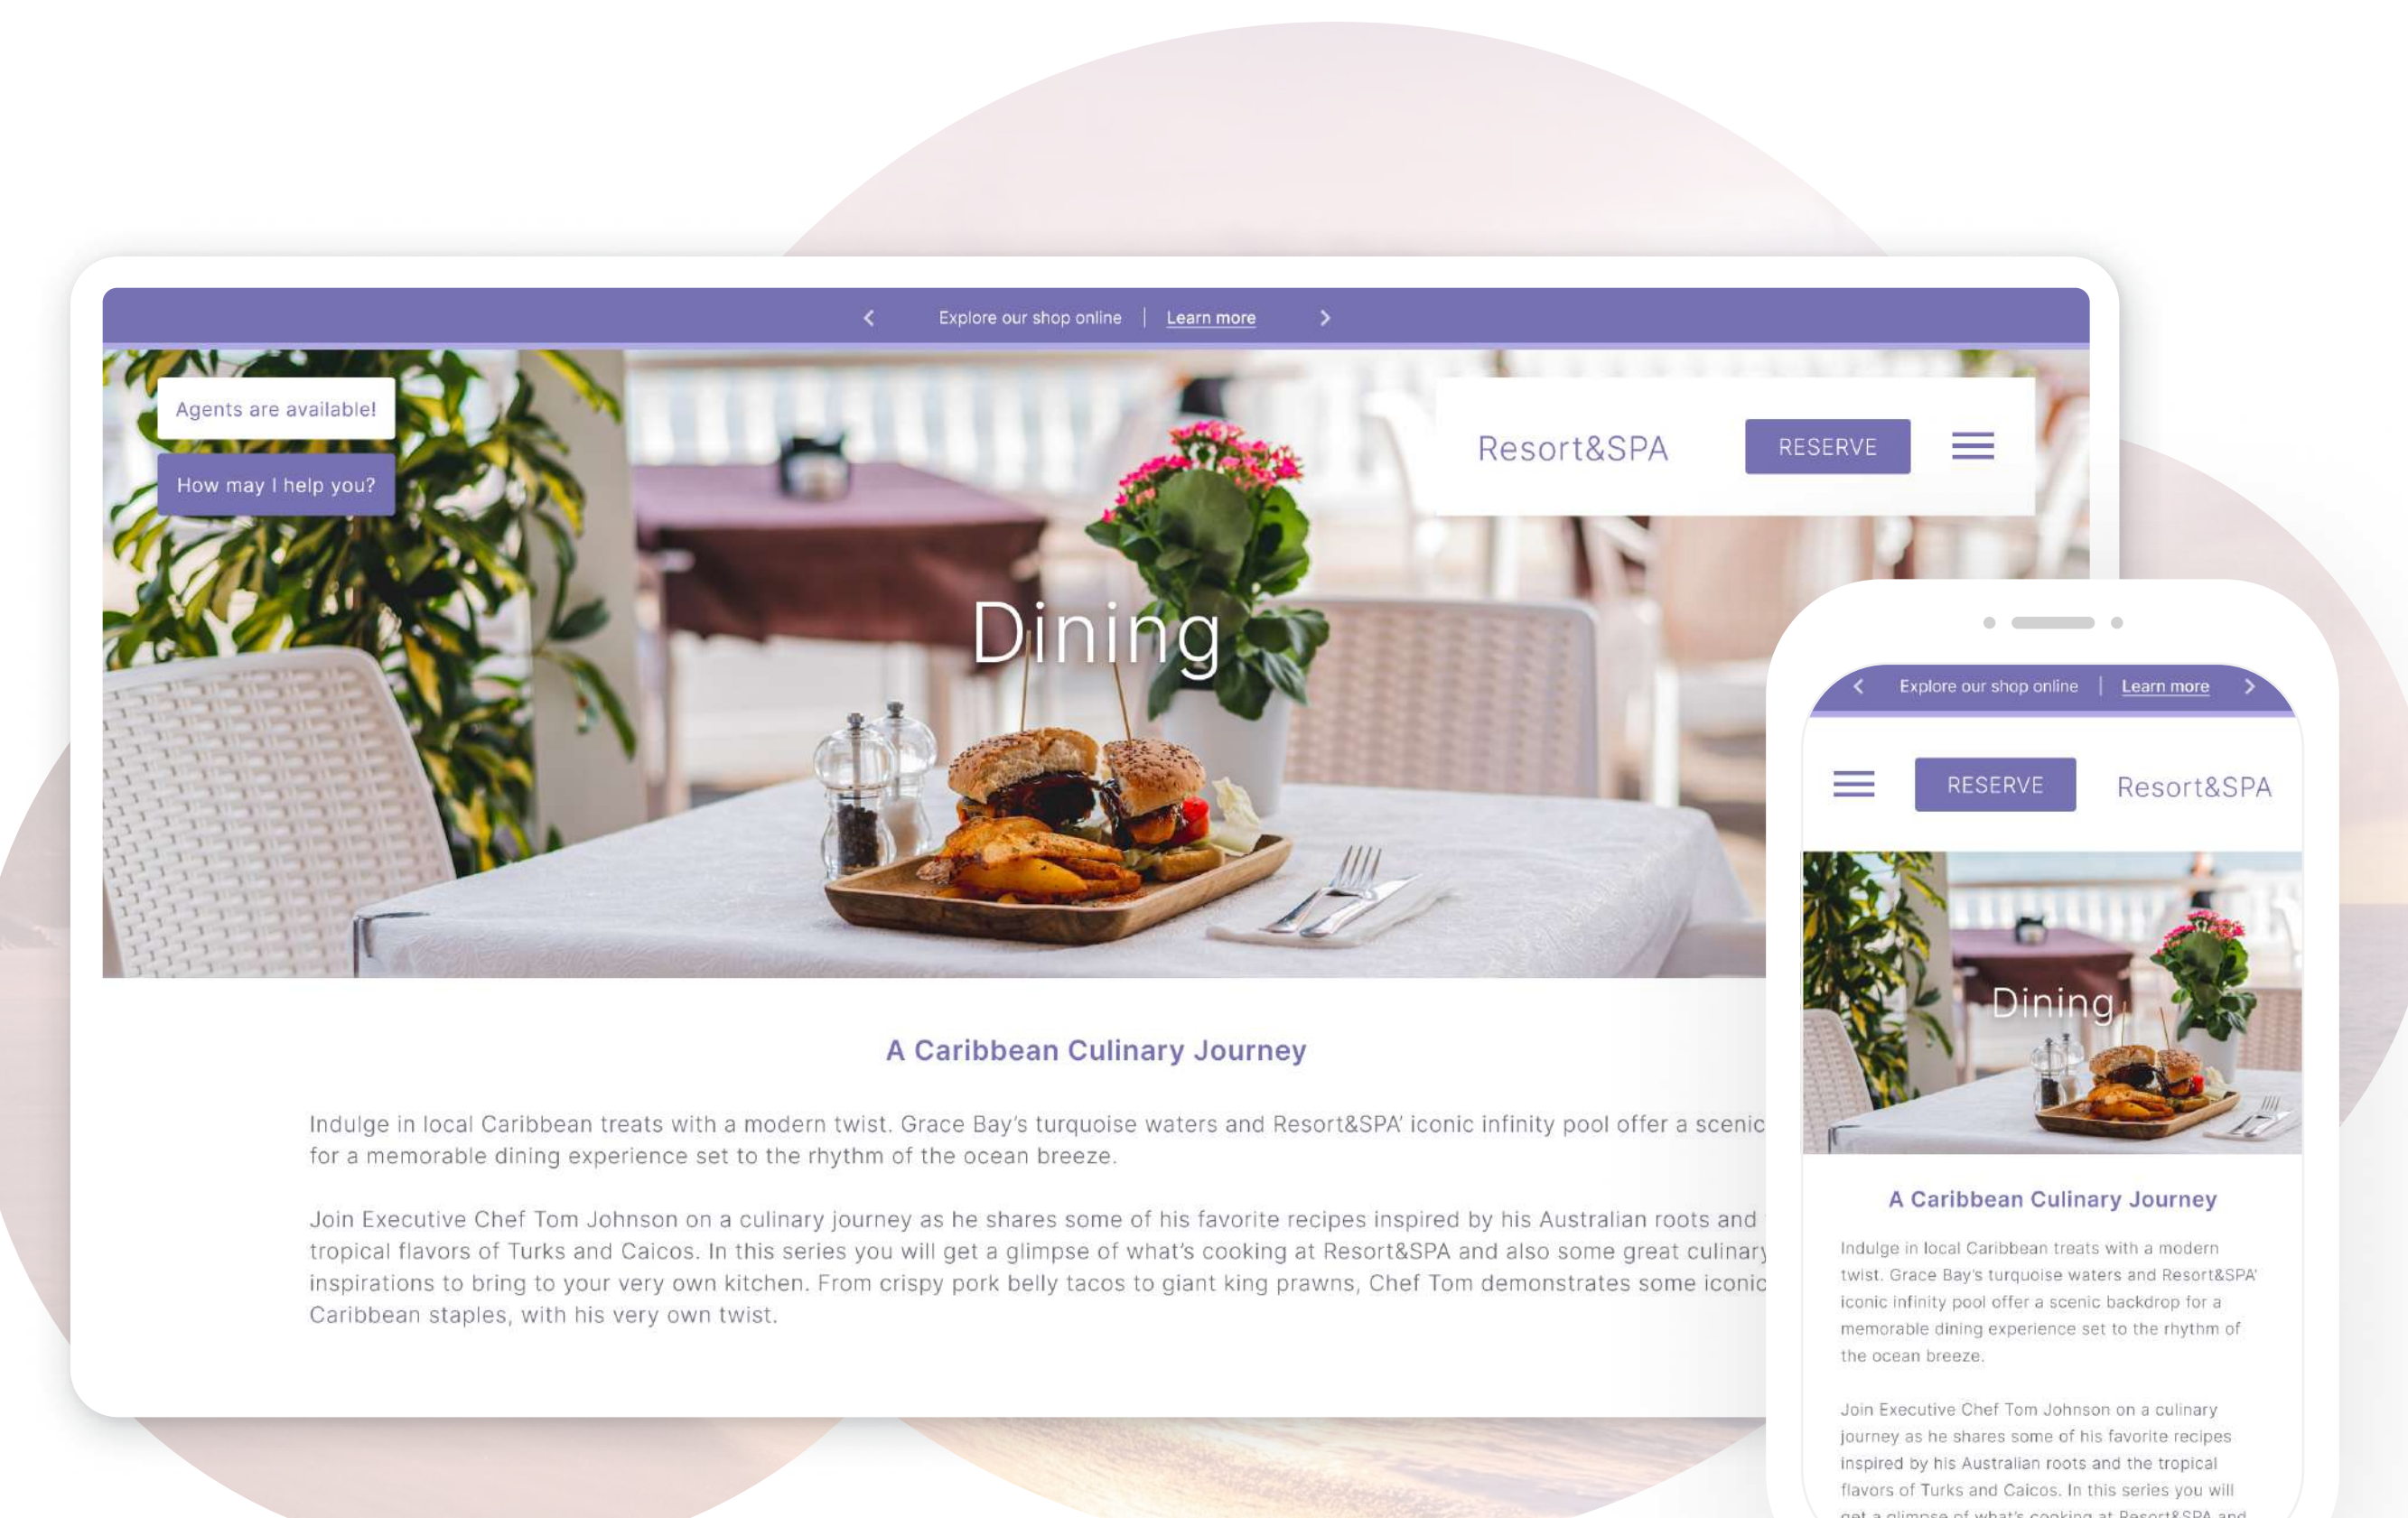 Explore our shop online | Learn more
Agents are available!
How may I help you?
Resort&SPA
RESERVE
Dining
A Caribbean Culinary Journey
Indulge in local Caribbean treats with a modern twist. Grace Bay's turquoise waters and Resort&SPA' iconic infinity pool offer a scenic
for a memorable dining experience set to the rhythm of the ocean breeze.
Join Executive Chef Tom Johnson on a culinary journey as he shares some of his favorite recipes inspired by his Australian roots and
tropical flavors of Turks and Caicos. In this series you will get a glimpse of what's cooking at Resort&SPA and also some great culinary
inspirations to bring to your very own kitchen. From crispy pork belly tacos to giant king prawns, Chef Tom demonstrates some iconic
Caribbean staples, with his very own twist.
Explore our shop online | Learn more
RESERVE
Resort&SPA
Dining
A Caribbean Culinary Journey
Indulge in local Caribbean treats with a modern
twist. Grace Bay's turquoise waters and Resort&SPA'
iconic infinity pool offer a scenic backdrop for a
memorable dining experience set to the rhythm of
the ocean breeze.
Join Executive Chef Tom Johnson on a culinary
journey as he shares some of his favorite recipes
inspired by his Australian roots and the tropical
flavors of Turks and Caicos. In this series you will
get a glimpse of what's cooking at Resort&SPA and